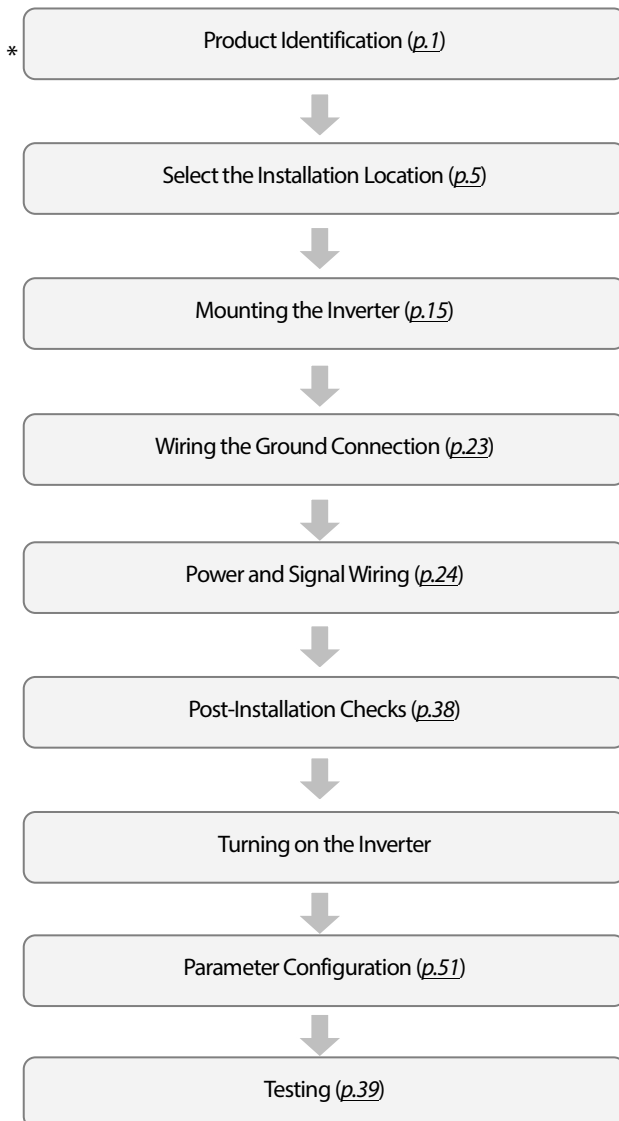 *
Product Identification (p.1)
Select the Installation Location (p.5)
Mounting the Inverter (p.15)
Wiring the Ground Connection (p.23)
Power and Signal Wiring (p.24)
Post-Installation Checks (p.38)
Turning on the Inverter
Parameter Configuration (p.51)
Testing (p.39)